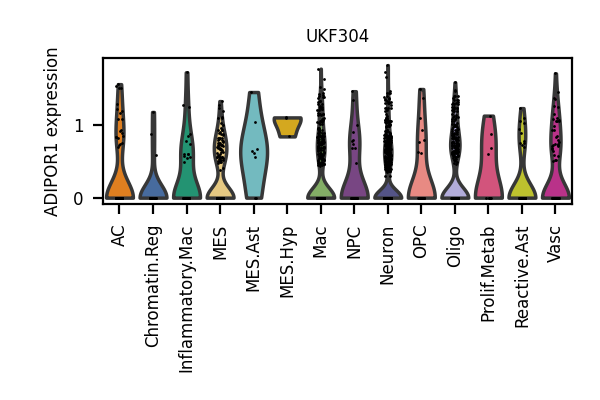 UKF304
ADIPOR1 expression
1
0
AC
Chromatin.Reg
Inflammatory.Mac
MES
MES.Ast
MES.Hyp
Mac
NPC
Neuron
OPC
Oligo
Prolif.Metab
Reactive.Ast
Vasc